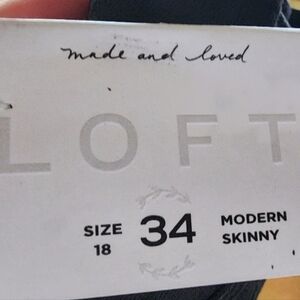 made and loved
LOFT
SIZE 18 34 MODERN SKINNY